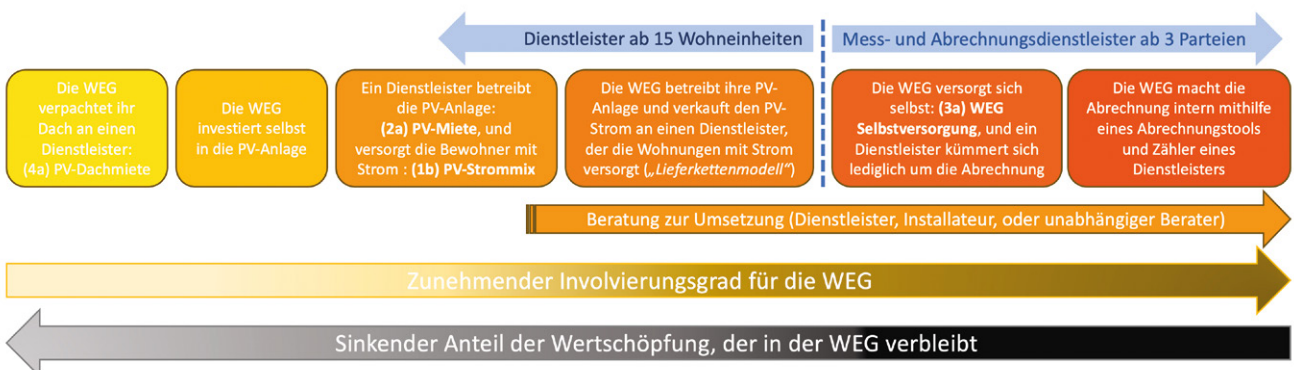 Dienstleister ab 15 Wohneinheiten
Mess- und Abrechnungsdienstleister ab 3 Parteien
Die WEG
verpachtet ihr
Dach an einen
Dienstleister:
(4a) PV-Dachmiete
Die WEG
investiert selbst
in die PV-Anlage
Ein Dienstleister betreibt
die PV-Anlage:
(2a) PV-Miete, und
versorgt die Bewohner mit
Strom : (1b) PV-Strommix
Die WEG betreibt ihre PV-
Anlage und verkauft den PV-
Strom an einen Dienstleister,
der die Wohnungen mit Strom
versorgt („Lieferkettenmodell“)
Die WEG versorgt sich
selbst: (3a) WEG
Selbstversorgung, und ein
Dienstleister kümmert sich
lediglich um die Abrechnung
Die WEG macht die
Abrechnung intern mithilfe
eines Abrechnungstools
und Zähler eines
Dienstleisters
Beratung zur Umsetzung (Dienstleister, Installateur, oder unabhängiger Berater)
Zunehmender Involvierungsgrad für die WEG
Sinkender Anteil der Wertschöpfung, der in der WEG verbleibt